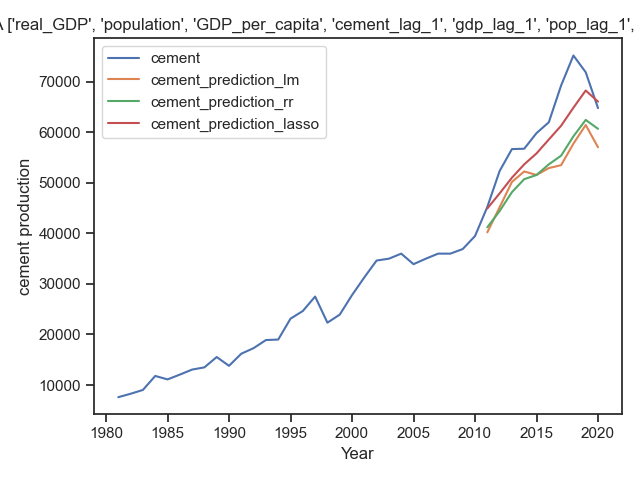 ['real_GDP', 'population', 'GDP_per_capita', 'cement_lag_1', 'gdp_lag_1', 'pop_lag_1',
cement
cement_prediction_lm
cement_prediction_rr
cement_prediction_lasso
cement production
70000
60000
50000
40000
30000
20000
10000
1980 1985 1990 1995 2000 2005 2010 2015 2020
Year